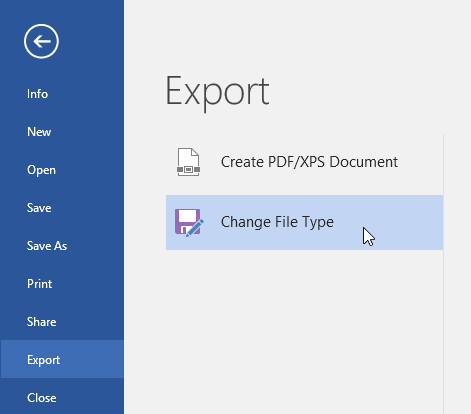 Info
New
Open
Save
Save As
Print
Share
Export
Close
Export
Create PDF/XPS Document
Change File Type